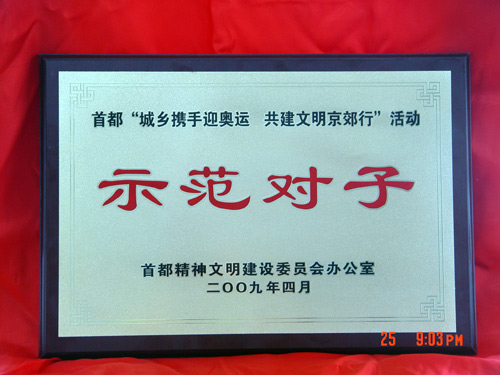 首都“城乡携手迎奥运 共建文明京郊行”活动
示范对子
首都精神文明建设委员会办公室
二〇〇九年四月
25 9:03PM